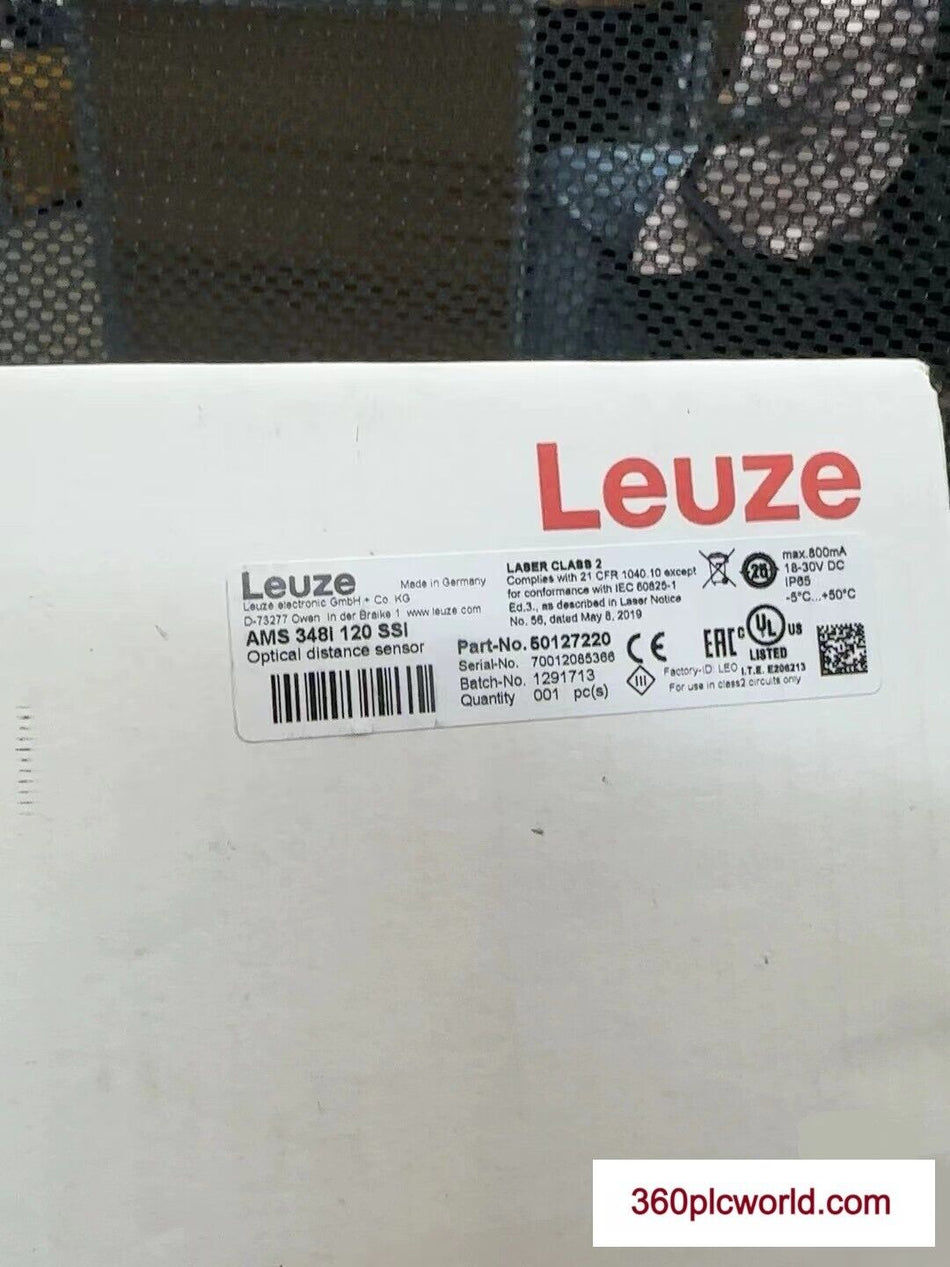 Leuze
Leuze
Made in Germany
Leuze electronic GmbH + Co. KG
D-73277 Owen In der Braike 1 www.leuze.com
AMS 348i 120 SSI
Optical distance sensor
LASER CLASS 2
Complies with 21 CFR 1040.10 except
for conformance with IEC 60825-1
Ed.3., as described in Laser Notice
No. 56, dated May 8, 2019
Part-No. 50127220
Serial-No. 70012085366
Batch-No. 1291713
Quantity 001 pc(s)
CE
III
25
max.800mA
18-30V DC
IP65
-5°C...+50°C
EAC
C UL US
LISTED
Factory-ID: LEO I.T.E. E206213
For use in class2 circuits only
360plcworld.com